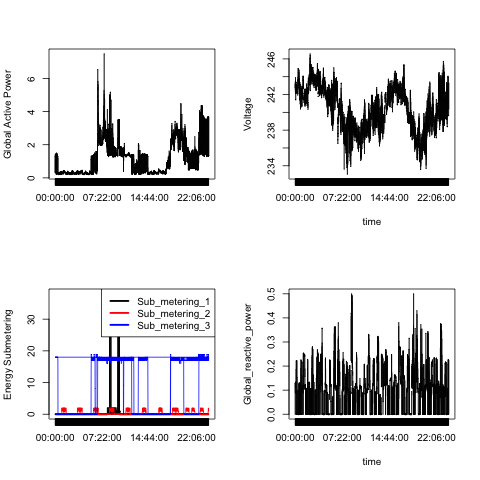 Global Active Power
0 2 4 6
00:00:00 07:22:00 14:44:00 22:06:00
Voltage
234 238 242 246
00:00:00 07:22:00 14:44:00 22:06:00
time
Energy Submetering
0 10 20 30
Sub_metering_1
Sub_metering_2
Sub_metering_3
00:00:00 07:22:00 14:44:00 22:06:00
Global_reactive_power
0.0 0.1 0.2 0.3 0.4 0.5
00:00:00 07:22:00 14:44:00 22:06:00
time